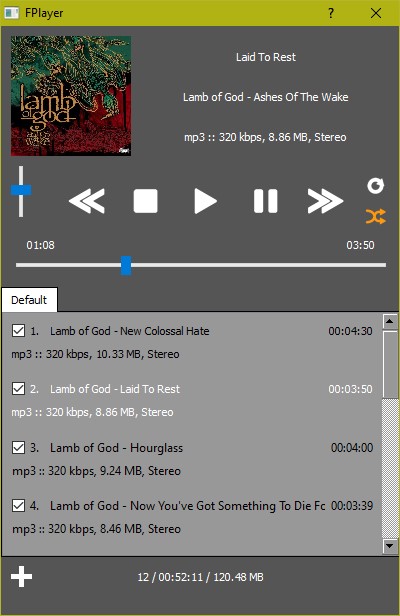 FPlayer
?
lamb of god
Laid To Rest
Lamb of God - Ashes Of The Wake
mp3 :: 320 kbps, 8.86 MB, Stereo
01:08 03:50
Default
1. Lamb of God - New Colossal Hate 00:04:30
mp3 :: 320 kbps, 10.33 MB, Stereo
2. Lamb of God - Laid To Rest 00:03:50
mp3 :: 320 kbps, 8.86 MB, Stereo
3. Lamb of God - Hourglass 00:04:00
mp3 :: 320 kbps, 9.24 MB, Stereo
4. Lamb of God - Now You've Got Something To Die Fo 00:03:39
mp3 :: 320 kbps, 8.46 MB, Stereo
12 / 00:52:11 / 120.48 MB